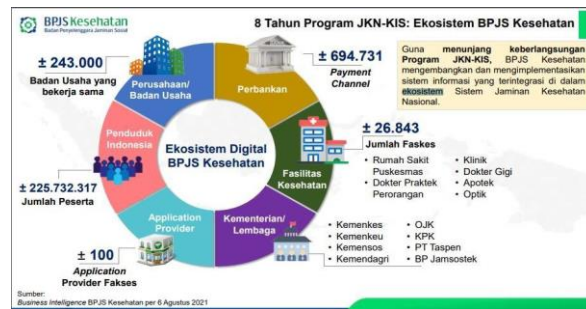 BPJS Kesehatan
Badan Penyelenggara Jaminan Sosial
8 Tahun Program JKN-KIS: Ekosistem BPJS Kesehatan
± 243.000
Badan Usaha yang
bekerja sama
Perusahaan/
Badan Usaha
Perbankan
± 694.731
Payment
Channel
Guna menunjang keberlangsungan
Program JKN-KIS, BPJS Kesehatan
mengembangkan dan mengimplementasikan
sistem informasi yang terintegrasi di dalam
ekosistem Sistem Jaminan Kesehatan
Nasional.
Penduduk
Indonesia
± 225.732.317
Jumlah Peserta
Ekosistem Digital
BPJS Kesehatan
Fasilitas
Kesehatan
± 26.843
Jumlah Faskes
• Rumah Sakit
Puskesmas
• Dokter Praktek
Perorangan
• Klinik
• Dokter Gigi
• Apotek
• Optik
Application
Provider
± 100
Application
Provider Fakses
Kementerian/
Lembaga
• Kemenkes
• Kemenkeu
• Kemensos
• Kemendagri
• OJK
• KPK
• PT Taspen
• BP Jamsostek
Sumber:
Business Intelligence BPJS Kesehatan per 6 Agustus 2021